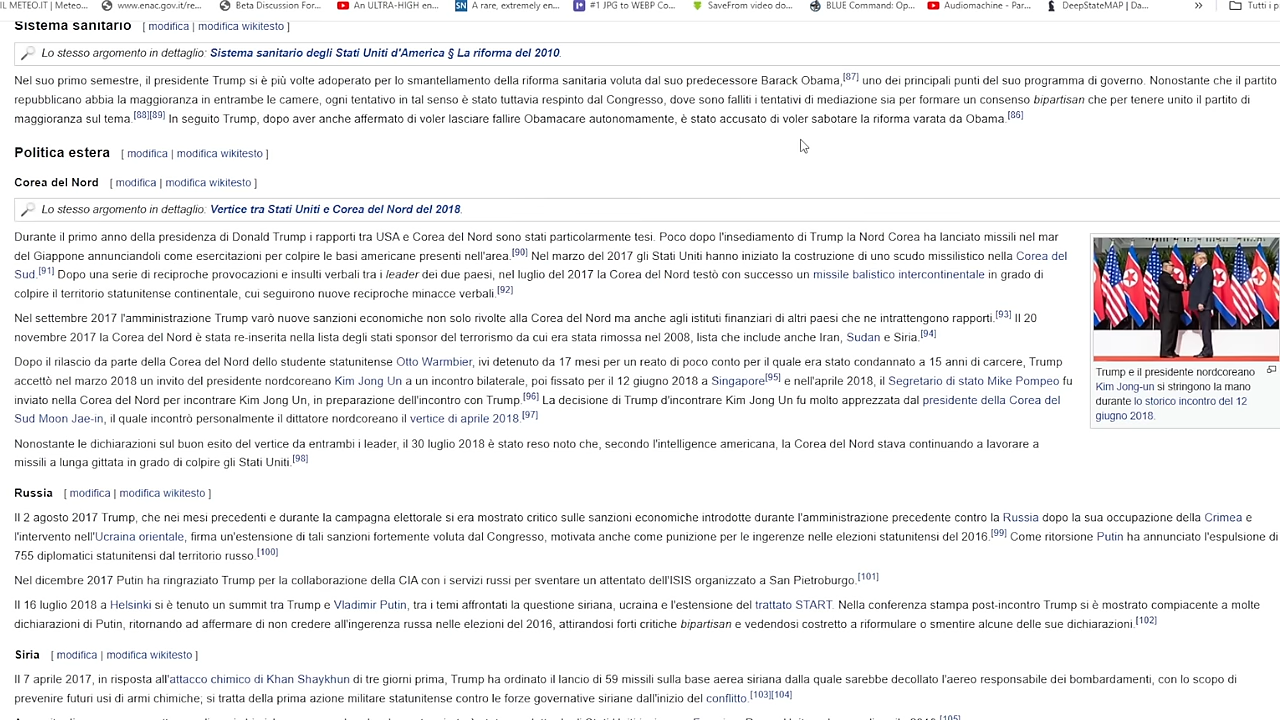 IL METEO.IT | Meteo... www.enac.gov.it/re... Beta Discussion For... An ULTRA-HIGH en... SN A rare, extremely en... #1 JPG to WEBP Co... SaveFrom video do... BLUE Command: Op... Audiomachine - Par... DeepStateMAP | Da... » Tutti i p
Sistema sanitario [ modifica | modifica wikitesto ]
Lo stesso argomento in dettaglio: Sistema sanitario degli Stati Uniti d'America § La riforma del 2010.
Nel suo primo semestre, il presidente Trump si è più volte adoperato per lo smantellamento della riforma sanitaria voluta dal suo predecessore Barack Obama,[87] uno dei principali punti del suo programma di governo. Nonostante che il partito
repubblicano abbia la maggioranza in entrambe le camere, ogni tentativo in tal senso è stato tuttavia respinto dal Congresso, dove sono falliti i tentativi di mediazione sia per formare un consenso bipartisan che per tenere unito il partito di
maggioranza sul tema.[88][89] In seguito Trump, dopo aver anche affermato di voler lasciare fallire Obamacare autonomamente, è stato accusato di voler sabotare la riforma varata da Obama.[86]
Politica estera [ modifica | modifica wikitesto ]
Corea del Nord [ modifica | modifica wikitesto ]
Lo stesso argomento in dettaglio: Vertice tra Stati Uniti e Corea del Nord del 2018.
Durante il primo anno della presidenza di Donald Trump i rapporti tra USA e Corea del Nord sono stati particolarmente tesi. Poco dopo l'insediamento di Trump la Nord Corea ha lanciato missili nel mar
del Giappone annunciandoli come esercitazioni per colpire le basi americane presenti nell'area.[90] Nel marzo del 2017 gli Stati Uniti hanno iniziato la costruzione di uno scudo missilistico nella Corea del
Sud.[91] Dopo una serie di reciproche provocazioni e insulti verbali tra i leader dei due paesi, nel luglio del 2017 la Corea del Nord testò con successo un missile balistico intercontinentale in grado di
colpire il territorio statunitense continentale, cui seguirono nuove reciproche minacce verbali.[92]
Nel settembre 2017 l'amministrazione Trump varò nuove sanzioni economiche non solo rivolte alla Corea del Nord ma anche agli istituti finanziari di altri paesi che ne intrattengono rapporti.[93] Il 20
novembre 2017 la Corea del Nord è stata re-inserita nella lista degli stati sponsor del terrorismo da cui era stata rimossa nel 2008, lista che include anche Iran, Sudan e Siria.[94]
Dopo il rilascio da parte della Corea del Nord dello studente statunitense Otto Warmbier, ivi detenuto da 17 mesi per un reato di poco conto per il quale era stato condannato a 15 anni di carcere, Trump
accettò nel marzo 2018 un invito del presidente nordcoreano Kim Jong Un a un incontro bilaterale, poi fissato per il 12 giugno 2018 a Singapore[95] e nell'aprile 2018, il Segretario di stato Mike Pompeo fu
inviato nella Corea del Nord per incontrare Kim Jong Un, in preparazione dell'incontro con Trump.[96] La decisione di Trump d'incontrare Kim Jong Un fu molto apprezzata dal presidente della Corea del
Sud Moon Jae-in, il quale incontrò personalmente il dittatore nordcoreano il vertice di aprile 2018.[97]
Nonostante le dichiarazioni sul buon esito del vertice da entrambi i leader, il 30 luglio 2018 è stato reso noto che, secondo l'intelligence americana, la Corea del Nord stava continuando a lavorare a
missili a lunga gittata in grado di colpire gli Stati Uniti.[98]
Trump e il presidente nordcoreano
Kim Jong-un si stringono la mano
durante lo storico incontro del 12
giugno 2018.
Russia [ modifica | modifica wikitesto ]
Il 2 agosto 2017 Trump, che nei mesi precedenti e durante la campagna elettorale si era mostrato critico sulle sanzioni economiche introdotte durante l'amministrazione precedente contro la Russia dopo la sua occupazione della Crimea e
l'intervento nell'Ucraina orientale, firma un'estensione di tali sanzioni fortemente voluta dal Congresso, motivata anche come punizione per le ingerenze nelle elezioni statunitensi del 2016.[99] Come ritorsione Putin ha annunciato l'espulsione di
755 diplomatici statunitensi dal territorio russo.[100]
Nel dicembre 2017 Putin ha ringraziato Trump per la collaborazione della CIA con i servizi russi per sventare un attentato dell'ISIS organizzato a San Pietroburgo.[101]
Il 16 luglio 2018 a Helsinki si è tenuto un summit tra Trump e Vladimir Putin, tra i temi affrontati la questione siriana, ucraina e l'estensione del trattato START. Nella conferenza stampa post-incontro Trump si è mostrato compiacente a molte
dichiarazioni di Putin, ritornando ad affermare di non credere all'ingerenza russa nelle elezioni del 2016, attirandosi forti critiche bipartisan e vedendosi costretto a riformulare o smentire alcune delle sue dichiarazioni.[102]
Siria [ modifica | modifica wikitesto ]
Il 7 aprile 2017, in risposta all'attacco chimico di Khan Shaykhun di tre giorni prima, Trump ha ordinato il lancio di 59 missili sulla base aerea siriana dalla quale sarebbe decollato l'aereo responsabile dei bombardamenti, con lo scopo di
prevenire futuri usi di armi chimiche; si tratta della prima azione militare statunitense contro le forze governative siriane dall'inizio del conflitto.[103][104]